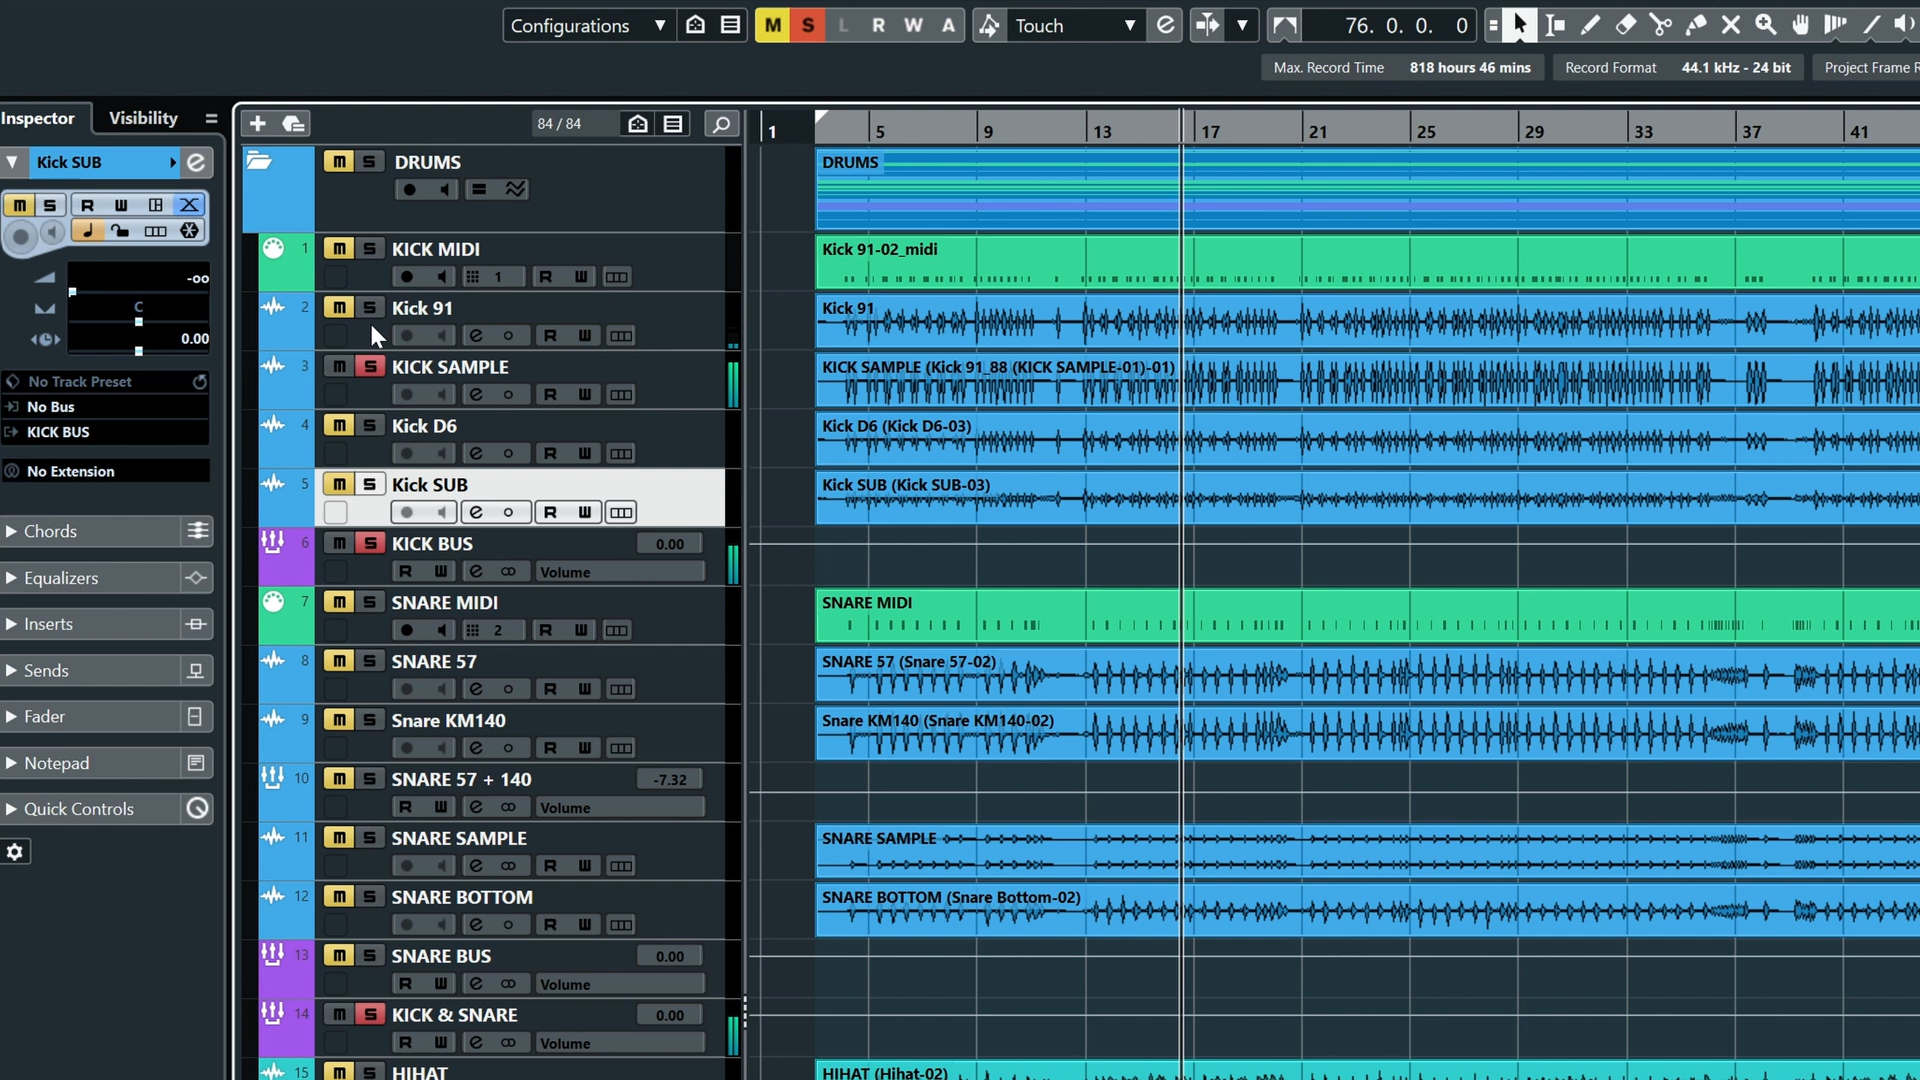 Configurations M S L R W A Touch 76. 0. 0. 0
Max. Record Time 818 hours 46 mins Record Format 44.1 kHz - 24 bit Project Frame R
Inspector Visibility 84 / 84 1 5 9 13 17 21 25 29 33 37 41
Kick SUB
M S R W
-oo
C
0.00
No Track Preset
No Bus
KICK BUS
No Extension
Chords
Equalizers
Inserts
Sends
Fader
Notepad
Quick Controls
M S DRUMS
1 M S KICK MIDI
1 R W
2 M S Kick 91
e R W
3 M S KICK SAMPLE
e R W
4 M S Kick D6
e R W
5 M S Kick SUB
e R W
6 M S KICK BUS 0.00
R W e Volume
7 M S SNARE MIDI
2 R W
8 M S SNARE 57
e R W
9 M S Snare KM140
e R W
10 M S SNARE 57 + 140 -7.32
R W e Volume
11 M S SNARE SAMPLE
e R W
12 M S SNARE BOTTOM
e R W
13 M S SNARE BUS 0.00
R W e Volume
14 M S KICK & SNARE 0.00
R W e Volume
15 M S HIHAT
DRUMS
Kick 91-02_midi
Kick 91
KICK SAMPLE (Kick 91_88 (KICK SAMPLE-01)-01)
Kick D6 (Kick D6-03)
Kick SUB (Kick SUB-03)
SNARE MIDI
SNARE 57 (Snare 57-02)
Snare KM140 (Snare KM140-02)
SNARE SAMPLE
SNARE BOTTOM (Snare Bottom-02)
HIHAT (Hihat-02)